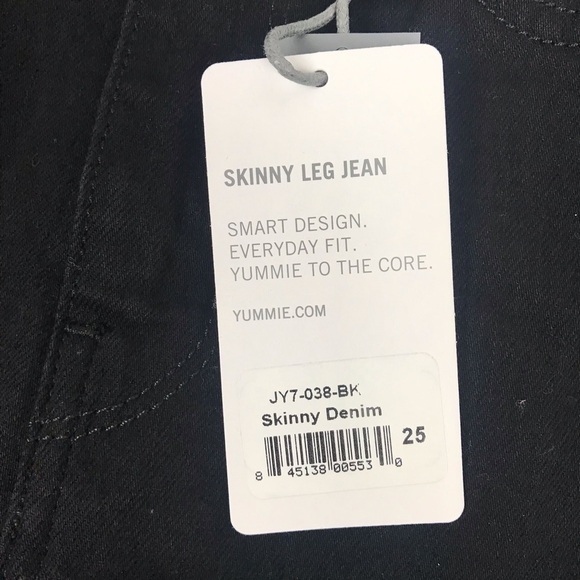 SKINNY LEG JEAN
SMART DESIGN.
EVERYDAY FIT.
YUMMIE TO THE CORE.
YUMMIE.COM
JY7-038-BK
Skinny Denim
25
8 45138 00553 0